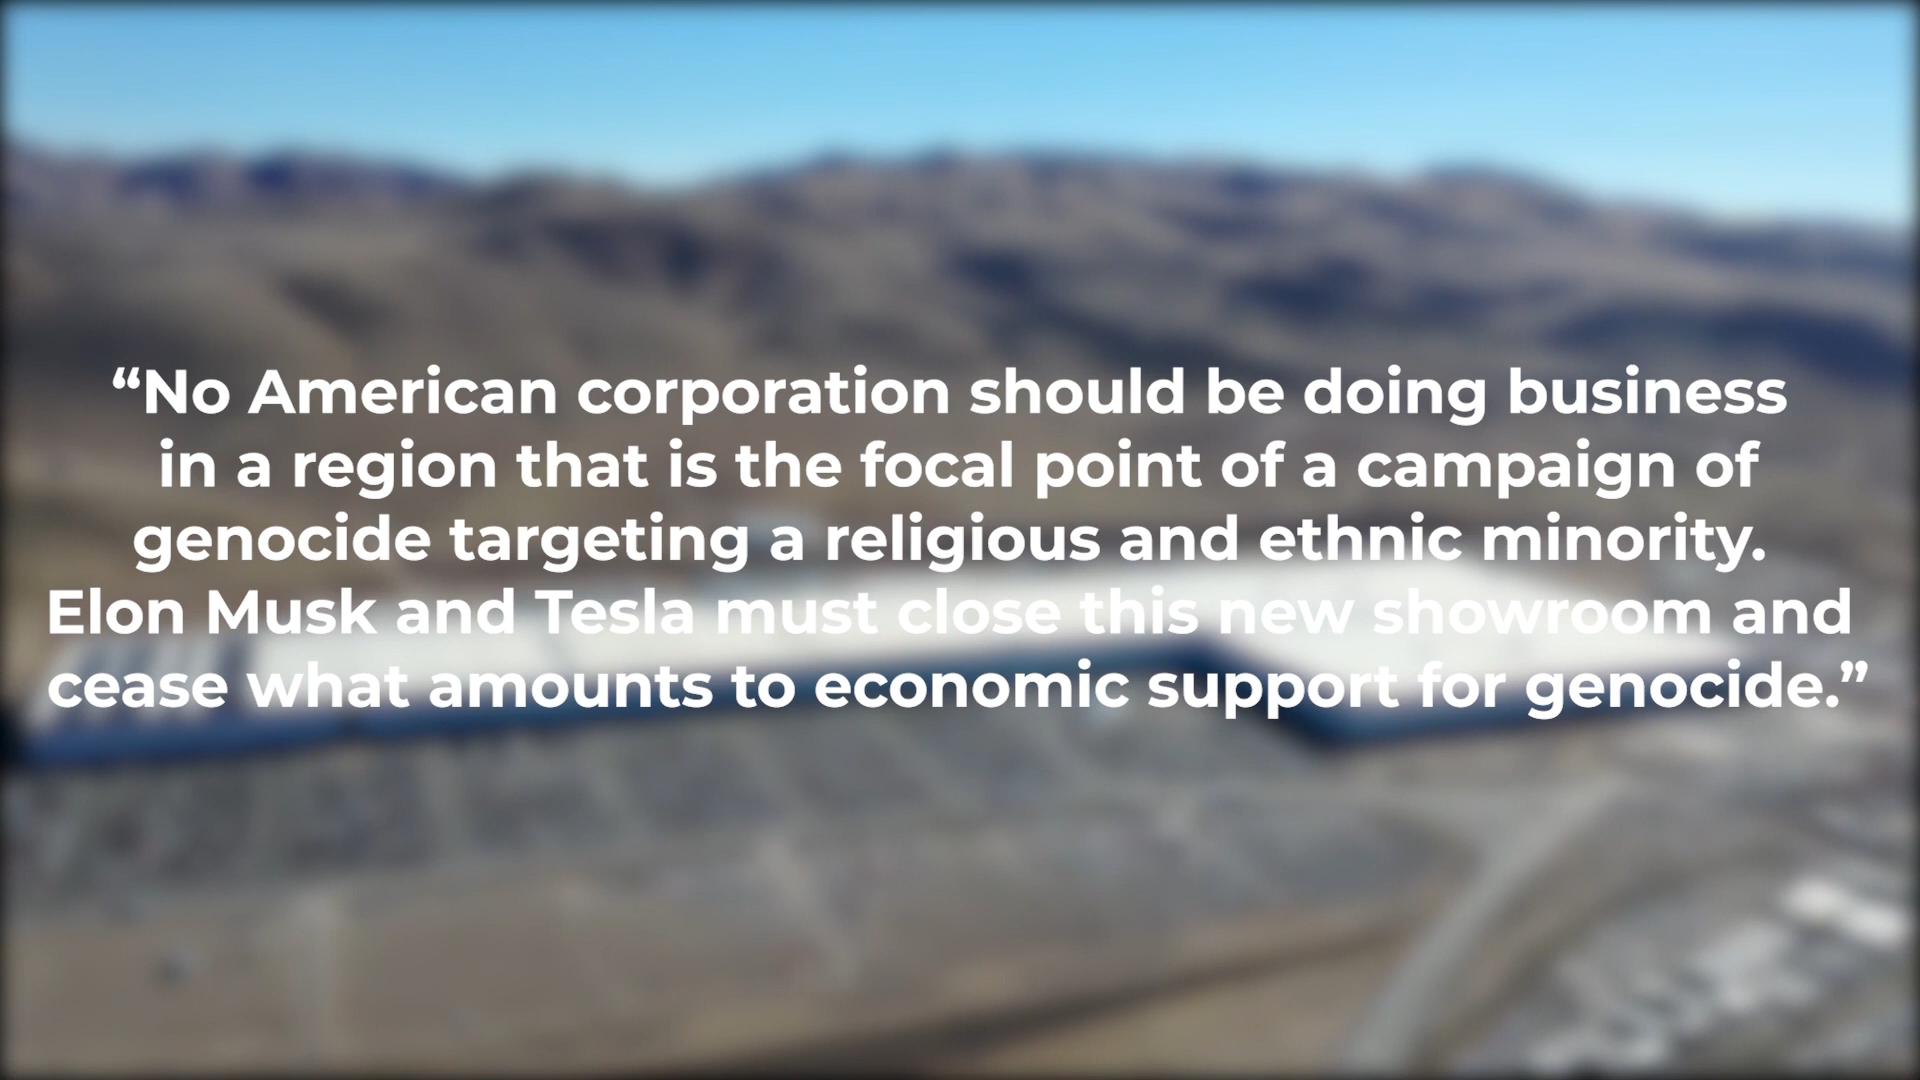 “No American corporation should be doing business
in a region that is the focal point of a campaign of
genocide targeting a religious and ethnic minority.
Elon Musk and Tesla must close this new showroom and
cease what amounts to economic support for genocide.”